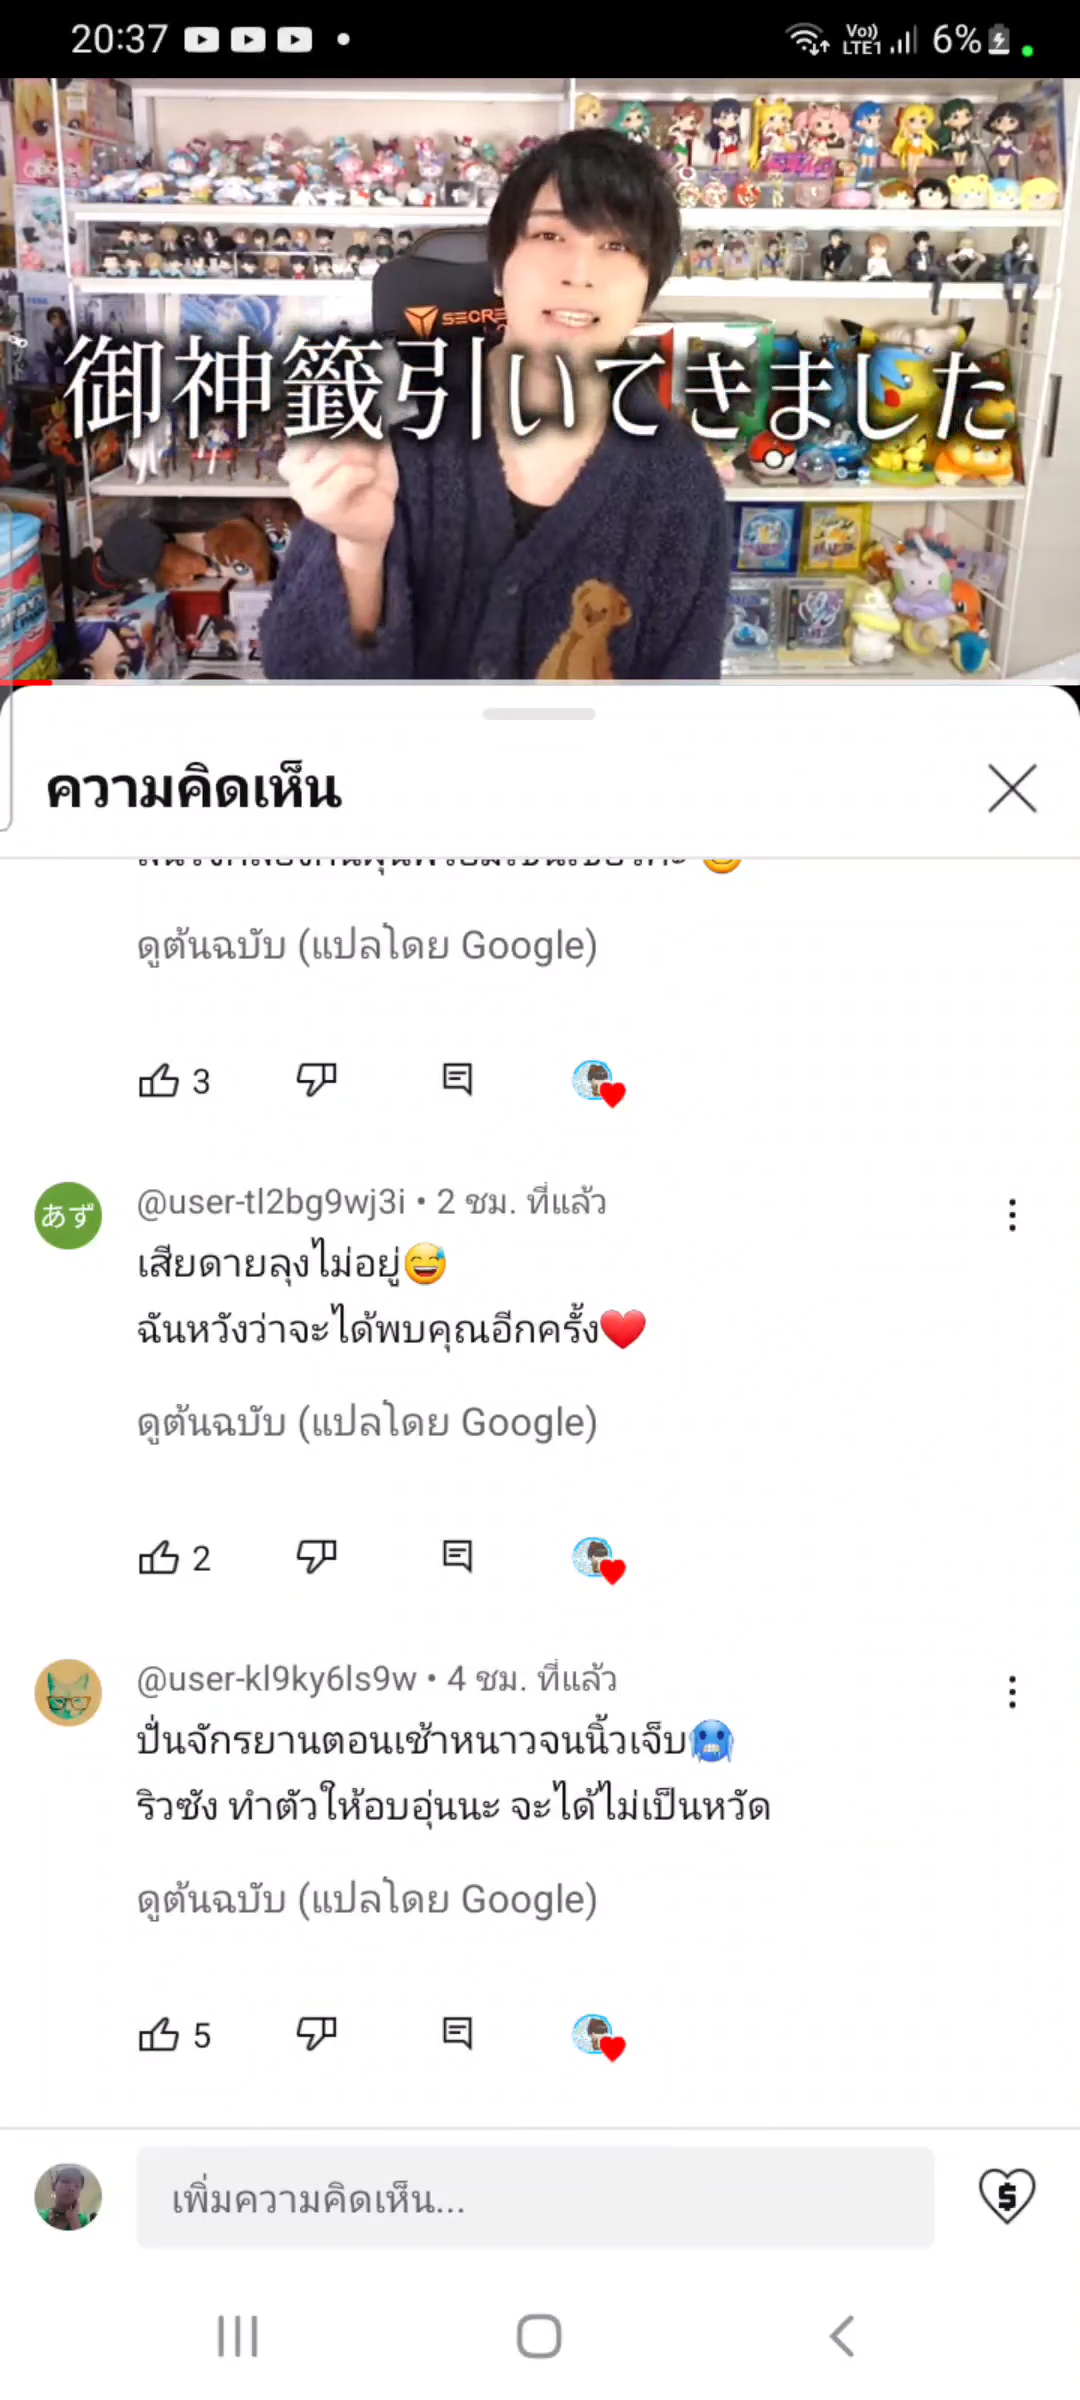 20:37
Vo))
LTE1
6%
SECRE
御神籤引いてきました
ความคิดเห็น
ดูต้นฉบับ (แปลโดย Google)
3
あず
@user-tl2bg9wj3i • 2 ชม. ที่แล้ว
เสียดายลุงไม่อยู่😅
ฉันหวังว่าจะได้พบคุณอีกครั้ง❤️
ดูต้นฉบับ (แปลโดย Google)
2
@user-kl9ky6ls9w • 4 ชม. ที่แล้ว
ปั่นจักรยานตอนเช้าหนาวจนนิ้วเจ็บ🥶
ริวซัง ทำตัวให้อบอุ่นนะ จะได้ไม่เป็นหวัด
ดูต้นฉบับ (แปลโดย Google)
5
เพิ่มความคิดเห็น...